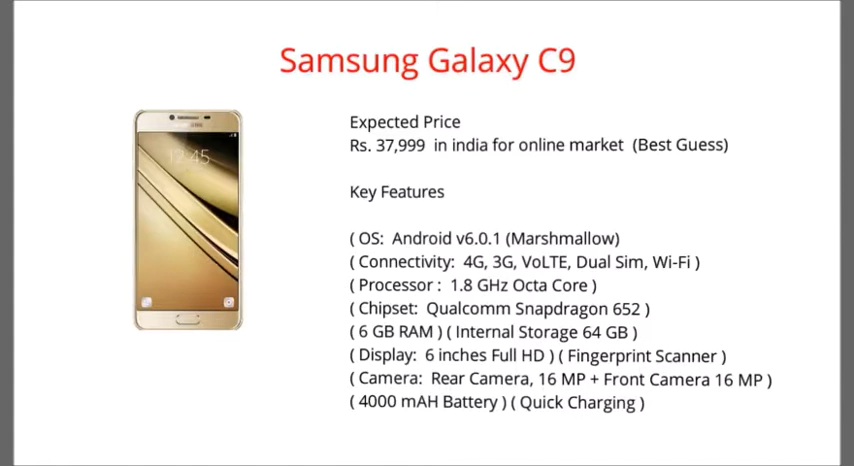 Samsung Galaxy C9
Expected Price
Rs. 37,999 in india for online market (Best Guess)
Key Features
( OS: Android v6.0.1 (Marshmallow)
( Connectivity: 4G, 3G, VoLTE, Dual Sim, Wi-Fi )
( Processor : 1.8 GHz Octa Core )
( Chipset: Qualcomm Snapdragon 652 )
( 6 GB RAM ) ( Internal Storage 64 GB )
( Display: 6 inches Full HD ) ( Fingerprint Scanner )
( Camera: Rear Camera, 16 MP + Front Camera 16 MP )
( 4000 mAH Battery ) ( Quick Charging )
12:45